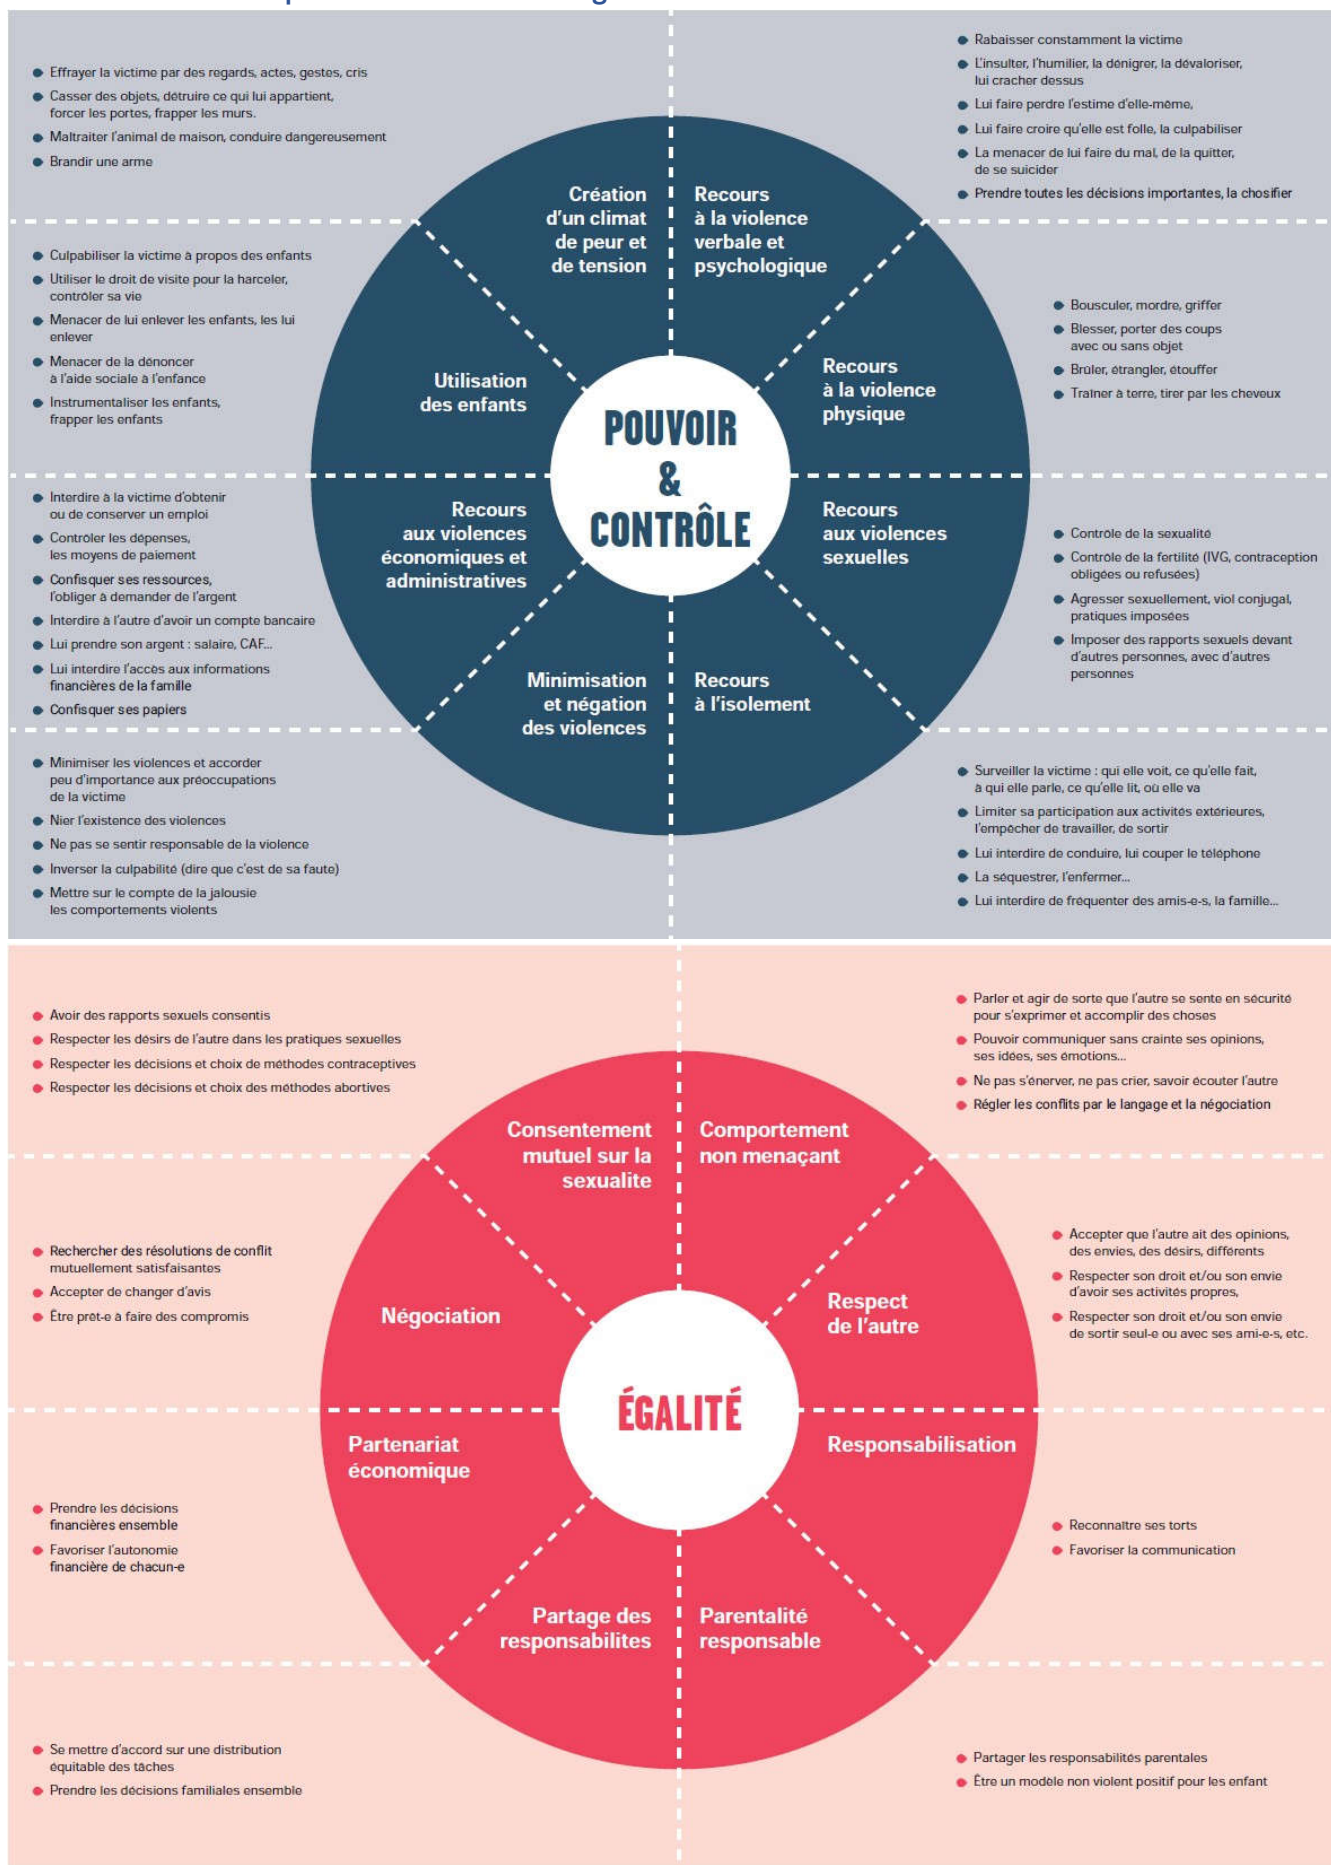 Création
d'un climat
de peur et
de tension
Effrayer la victime par des regards, actes, gestes, cris
Casser des objets, détruire ce qui lui appartient,
forcer les portes, frapper les murs.
Maltraiter l'animal de maison, conduire dangereusement
Brandir une arme
Recours
à la violence
verbale et
psychologique
Rabaisser constamment la victime
L'insulter, l'humilier, la dénigrer, la dévaloriser,
lui cracher dessus
Lui faire perdre l'estime d'elle-même,
Lui faire croire qu'elle est folle, la culpabiliser
La menacer de lui faire du mal, de la quitter,
de se suicider
Prendre toutes les décisions importantes, la chosifier
Utilisation
des enfants
Culpabiliser la victime à propos des enfants
Utiliser le droit de visite pour la harceler,
contrôler sa vie
Menacer de lui enlever les enfants, les lui
enlever
Menacer de la dénoncer
à l'aide sociale à l'enfance
Instrumentaliser les enfants,
frapper les enfants
Recours
à la violence
physique
Bousculer, mordre, griffer
Blesser, porter des coups
avec ou sans objet
Brûler, étrangler, étouffer
Traîner à terre, tirer par les cheveux
POUVOIR
&
CONTRÔLE
Recours
aux violences
économiques et
administratives
Interdire à la victime d'obtenir
ou de conserver un emploi
Contrôler les dépenses,
les moyens de paiement
Confisquer ses ressources,
l'obliger à demander de l'argent
Interdire à l'autre d'avoir un compte bancaire
Lui prendre son argent : salaire, CAF...
Lui interdire l'accès aux informations
financières de la famille
Confisquer ses papiers
Recours
aux violences
sexuelles
Contrôle de la sexualité
Contrôle de la fertilité (IVG, contraception
obligées ou refusées)
Agresser sexuellement, viol conjugal,
pratiques imposées
Imposer des rapports sexuels devant
d'autres personnes, avec d'autres
personnes
Minimisation
et négation
des violences
Minimiser les violences et accorder
peu d'importance aux préoccupations
de la victime
Nier l'existence des violences
Ne pas se sentir responsable de la violence
Inverser la culpabilité (dire que c'est de sa faute)
Mettre sur le compte de la jalousie
les comportements violents
Recours
à l'isolement
Surveiller la victime : qui elle voit, ce qu'elle fait,
à qui elle parle, ce qu'elle lit, où elle va
Limiter sa participation aux activités extérieures,
l'empêcher de travailler, de sortir
Lui interdire de conduire, lui couper le téléphone
La séquestrer, l'enfermer...
Lui interdire de fréquenter des amis-e-s, la famille...
Consentement
mutuel sur la
sexualite
Avoir des rapports sexuels consentis
Respecter les désirs de l'autre dans les pratiques sexuelles
Respecter les décisions et choix de méthodes contraceptives
Respecter les décisions et choix des méthodes abortives
Comportement
non menaçant
Parler et agir de sorte que l'autre se sente en sécurité
pour s'exprimer et accomplir des choses
Pouvoir communiquer sans crainte ses opinions,
ses idées, ses émotions...
Ne pas s'énerver, ne pas crier, savoir écouter l'autre
Régler les conflits par le langage et la négociation
Négociation
Rechercher des résolutions de conflit
mutuellement satisfaisantes
Accepter de changer d'avis
Être prêt-e à faire des compromis
Respect
de l'autre
Accepter que l'autre ait des opinions,
des envies, des désirs, différents
Respecter son droit et/ou son envie
d'avoir ses activités propres,
Respecter son droit et/ou son envie
de sortir seul-e ou avec ses ami-e-s, etc.
ÉGALITÉ
Partenariat
économique
Prendre les décisions
financières ensemble
Favoriser l'autonomie
financière de chacun-e
Responsabilisation
Reconnaître ses torts
Favoriser la communication
Partage des
responsabilites
Se mettre d'accord sur une distribution
équitable des tâches
Prendre les décisions familiales ensemble
Parentalité
responsable
Partager les responsabilités parentales
Être un modèle non violent positif pour les enfant